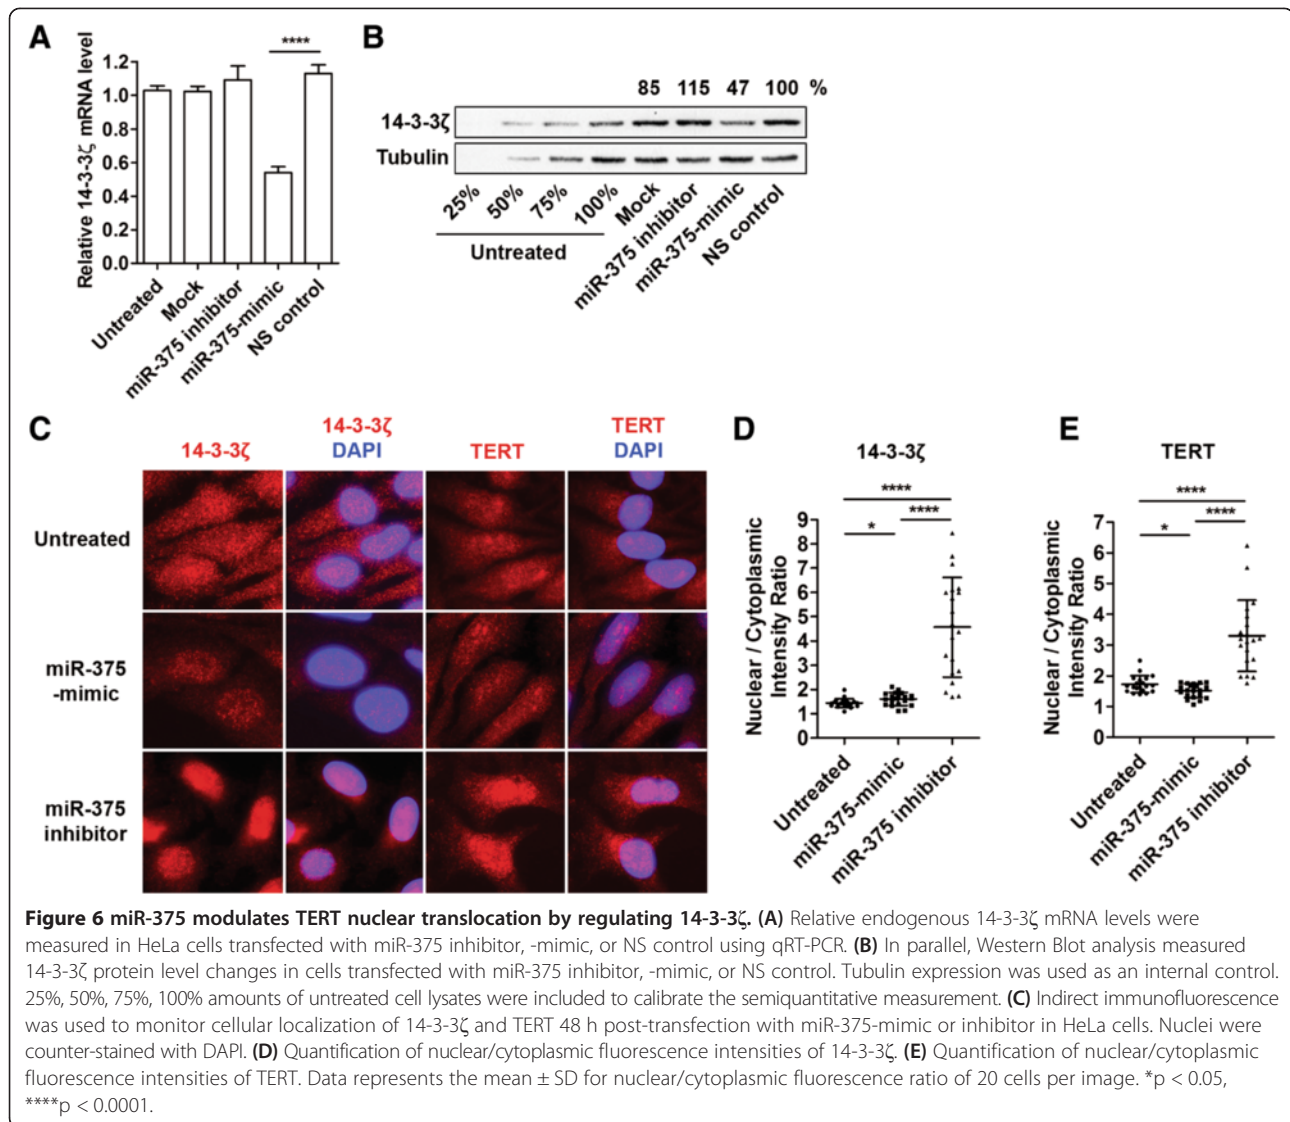 A
Relative 14-3-3ζ mRNA level
1.2
1.0
0.8
0.6
0.4
0.2
0.0
****
Untreated
Mock
miR-375 inhibitor
miR-375-mimic
NS control
B
85 115 47 100 %
14-3-3ζ
Tubulin
25%
50%
75%
100%
Mock
miR-375 inhibitor
miR-375-mimic
NS control
Untreated
C
14-3-3ζ
14-3-3ζ
DAPI
TERT
TERT
DAPI
Untreated
miR-375
-mimic
miR-375
inhibitor
D
14-3-3ζ
Nuclear / Cytoplasmic
Intensity Ratio
****
* ****
9
8
7
6
5
4
3
2
1
0
Untreated
miR-375-mimic
miR-375 inhibitor
E
TERT
Nuclear / Cytoplasmic
Intensity Ratio
****
* ****
7
6
5
4
3
2
1
0
Untreated
miR-375-mimic
miR-375 inhibitor
Figure 6 miR-375 modulates TERT nuclear translocation by regulating 14-3-3ζ. (A) Relative endogenous 14-3-3ζ mRNA levels were
measured in HeLa cells transfected with miR-375 inhibitor, -mimic, or NS control using qRT-PCR. (B) In parallel, Western Blot analysis measured
14-3-3ζ protein level changes in cells transfected with miR-375 inhibitor, -mimic, or NS control. Tubulin expression was used as an internal control.
25%, 50%, 75%, 100% amounts of untreated cell lysates were included to calibrate the semiquantitative measurement. (C) Indirect immunofluorescence
was used to monitor cellular localization of 14-3-3ζ and TERT 48 h post-transfection with miR-375-mimic or inhibitor in HeLa cells. Nuclei were
counter-stained with DAPI. (D) Quantification of nuclear/cytoplasmic fluorescence intensities of 14-3-3ζ. (E) Quantification of nuclear/cytoplasmic
fluorescence intensities of TERT. Data represents the mean ± SD for nuclear/cytoplasmic fluorescence ratio of 20 cells per image. *p < 0.05,
****p < 0.0001.